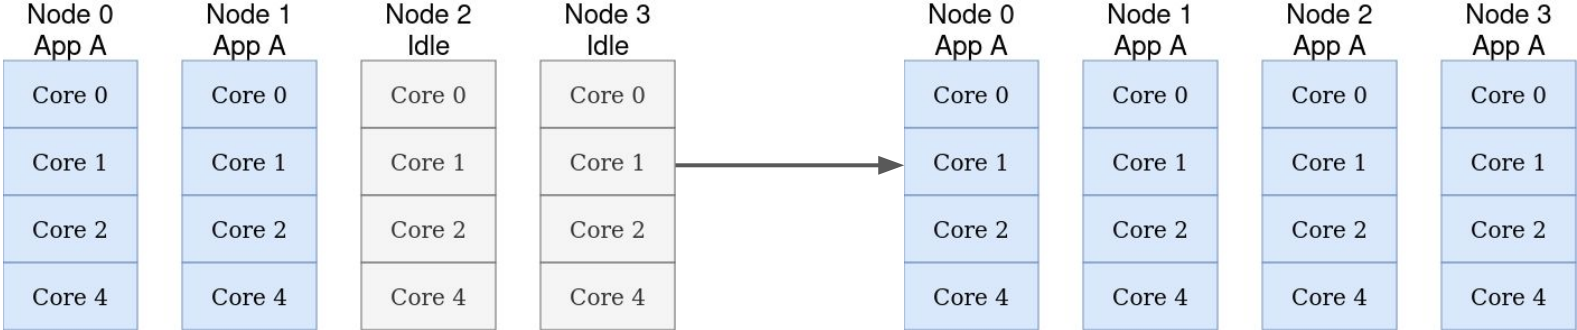 Node 0 Node 1 Node 2 Node 3 Node 0 Node 1 Node 2 Node 3
App A App A Idle Idle App A App A App A App A
Core 0 Core 0 Core 0 Core 0 Core 0 Core 0 Core 0 Core 0
Core 1 Core 1 Core 1 Core 1 Core 1 Core 1 Core 1 Core 1
Core 2 Core 2 Core 2 Core 2 Core 2 Core 2 Core 2 Core 2
Core 4 Core 4 Core 4 Core 4 Core 4 Core 4 Core 4 Core 4